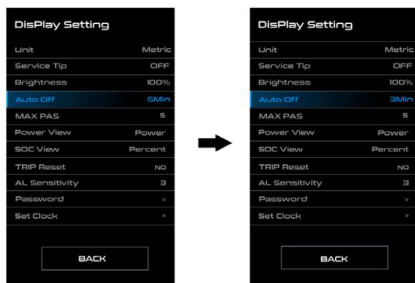 DisPlay Setting
Unit Metric
Service Tip OFF
Brightness 100%
Auto Off 5Min
MAX PAS 5
Power View Power
SOC View Percent
TRIP Reset NO
AL Sensitivity 3
Password >
Set Clock >
BACK
DisPlay Setting
Unit Metric
Service Tip OFF
Brightness 100%
Auto Off 3Min
MAX PAS 5
Power View Power
SOC View Percent
TRIP Reset NO
AL Sensitivity 3
Password >
Set Clock >
BACK